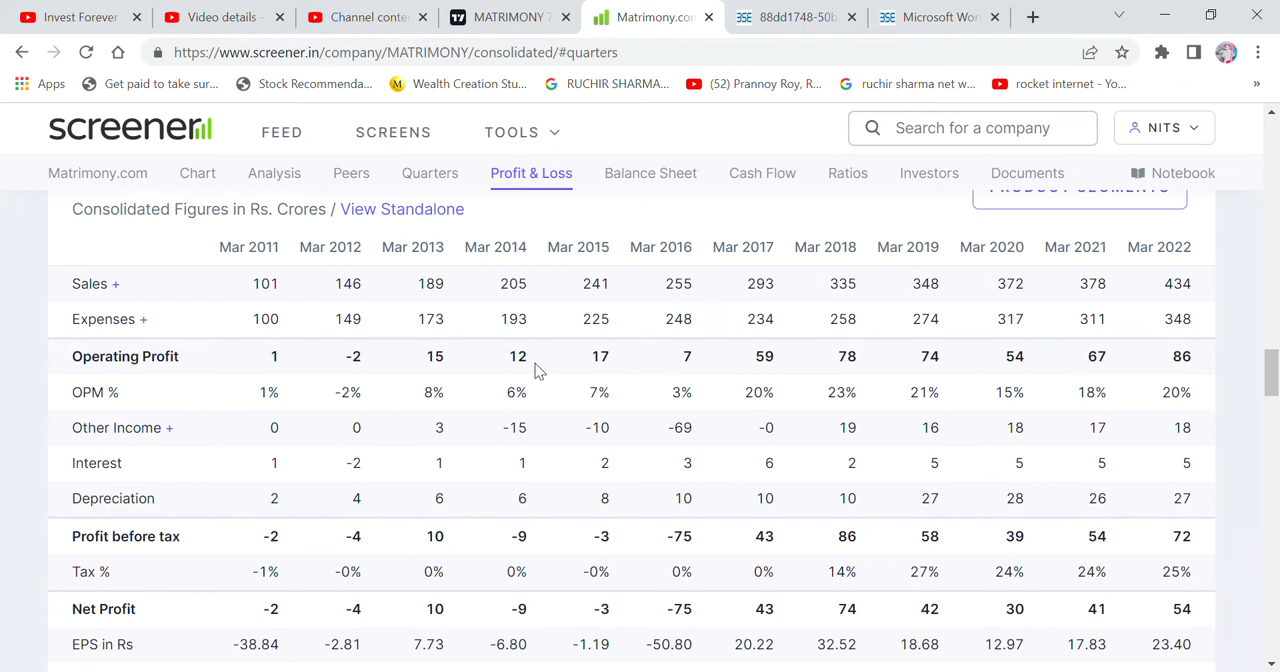 Invest Forever
Video details -
Channel conte
MATRIMONY 7
Matrimony.co
88dd1748-50b
Microsoft Wor
https://www.screener.in/company/MATRIMONY/consolidated/#quarters
Apps
Get paid to take sur...
Stock Recommenda...
M Wealth Creation Stu...
RUCHIR SHARMA...
(52) Prannoy Roy, R...
ruchir sharma net w...
rocket internet - Yo...
»
screener
FEED SCREENS TOOLS
Search for a company
NITS
Matrimony.com Chart Analysis Peers Quarters Profit & Loss Balance Sheet Cash Flow Ratios Investors Documents Notebook
PRODUCT SEGMENTS
Consolidated Figures in Rs. Crores / View Standalone
Mar 2011 Mar 2012 Mar 2013 Mar 2014 Mar 2015 Mar 2016 Mar 2017 Mar 2018 Mar 2019 Mar 2020 Mar 2021 Mar 2022
Sales + 101 146 189 205 241 255 293 335 348 372 378 434
Expenses + 100 149 173 193 225 248 234 258 274 317 311 348
Operating Profit 1 -2 15 12 17 7 59 78 74 54 67 86
OPM % 1% -2% 8% 6% 7% 3% 20% 23% 21% 15% 18% 20%
Other Income + 0 0 3 -15 -10 -69 -0 19 16 18 17 18
Interest 1 -2 1 1 2 3 6 2 5 5 5 5
Depreciation 2 4 6 6 8 10 10 10 27 28 26 27
Profit before tax -2 -4 10 -9 -3 -75 43 86 58 39 54 72
Tax % -1% -0% 0% 0% -0% 0% 0% 14% 27% 24% 24% 25%
Net Profit -2 -4 10 -9 -3 -75 43 74 42 30 41 54
EPS in Rs -38.84 -2.81 7.73 -6.80 -1.19 -50.80 20.22 32.52 18.68 12.97 17.83 23.40